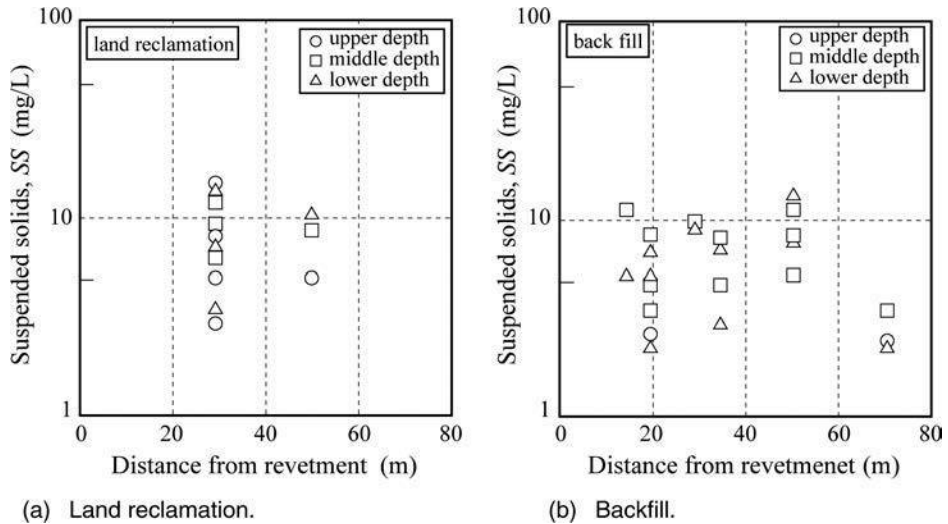 100
land reclamation
upper depth
middle depth
lower depth
Suspended solids, SS (mg/L)
10
1
0 20 40 60 80
Distance from revetment (m)
(a) Land reclamation.
100
back fill
upper depth
middle depth
lower depth
Suspended solids, SS (mg/L)
10
1
0 20 40 60 80
Distance from revetmenet (m)
(b) Backfill.